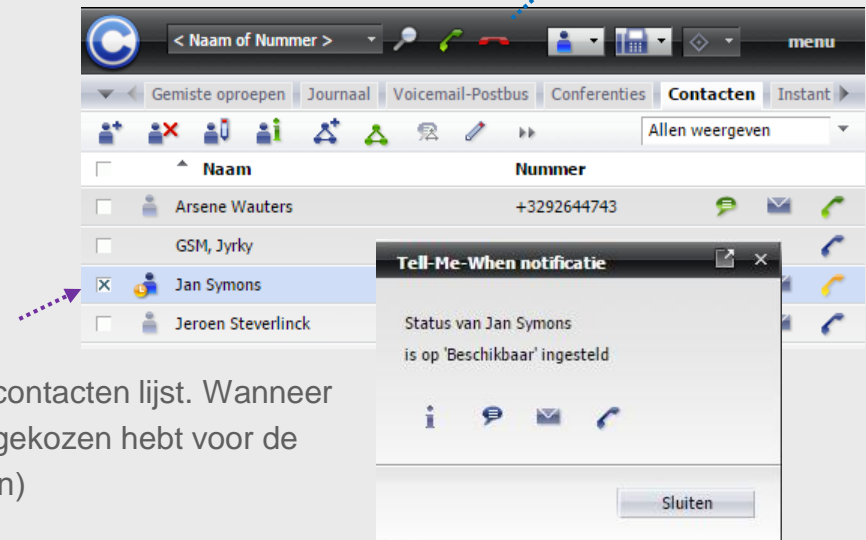 < Naam of Nummer >
menu
Gemiste oproepen Journaal Voicemail-Postbus Conferenties Contacten Instant
Allen weergeven
Naam Nummer
Arsene Wauters +3292644743
GSM, Jyrky
Jan Symons
Jeroen Steverlinck
Tell-Me-When notificatie
Status van Jan Symons
is op 'Beschikbaar' ingesteld
Sluiten
contacten lijst. Wanneer
gekozen hebt voor de
n)